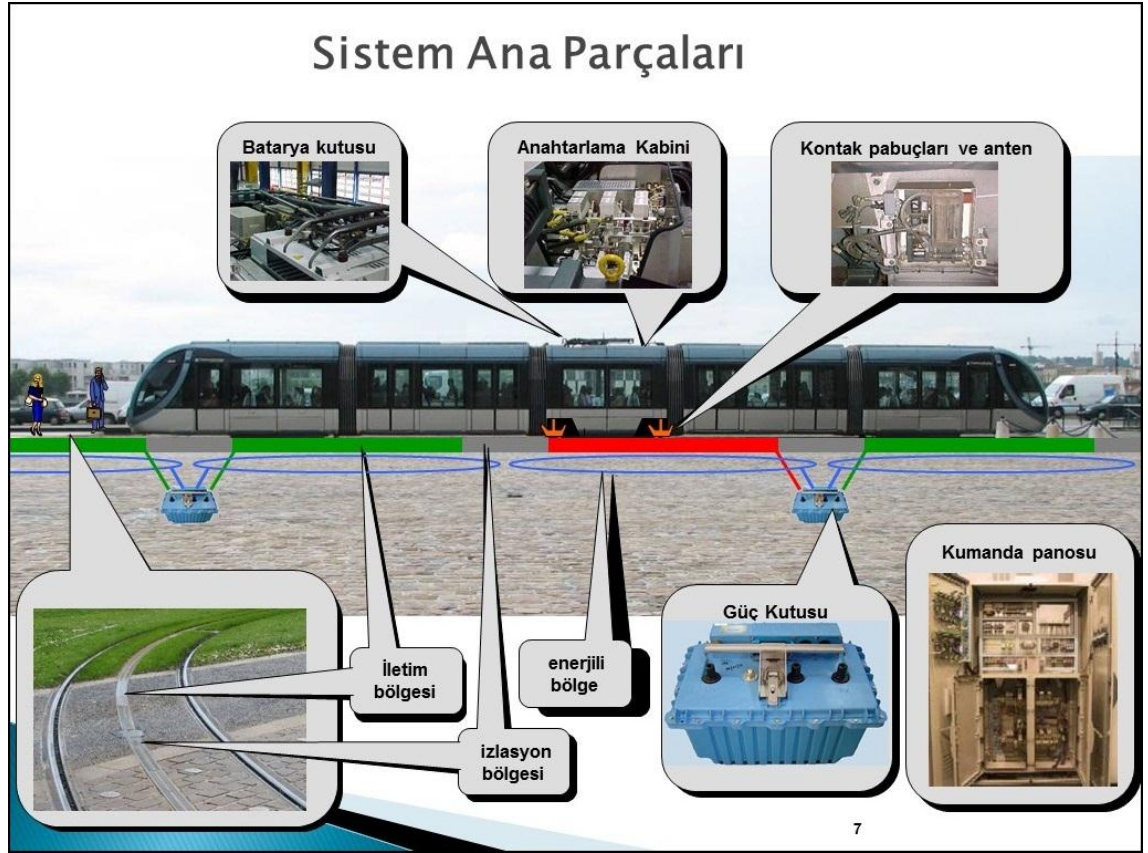 Sistem Ana Parçaları
Batarya kutusu
Anahtarlama Kabini
Kontak pabuçları ve anten
Kumanda panosu
Güç Kutusu
İletim
bölgesi
enerjili
bölge
izlasyon
bölgesi
7